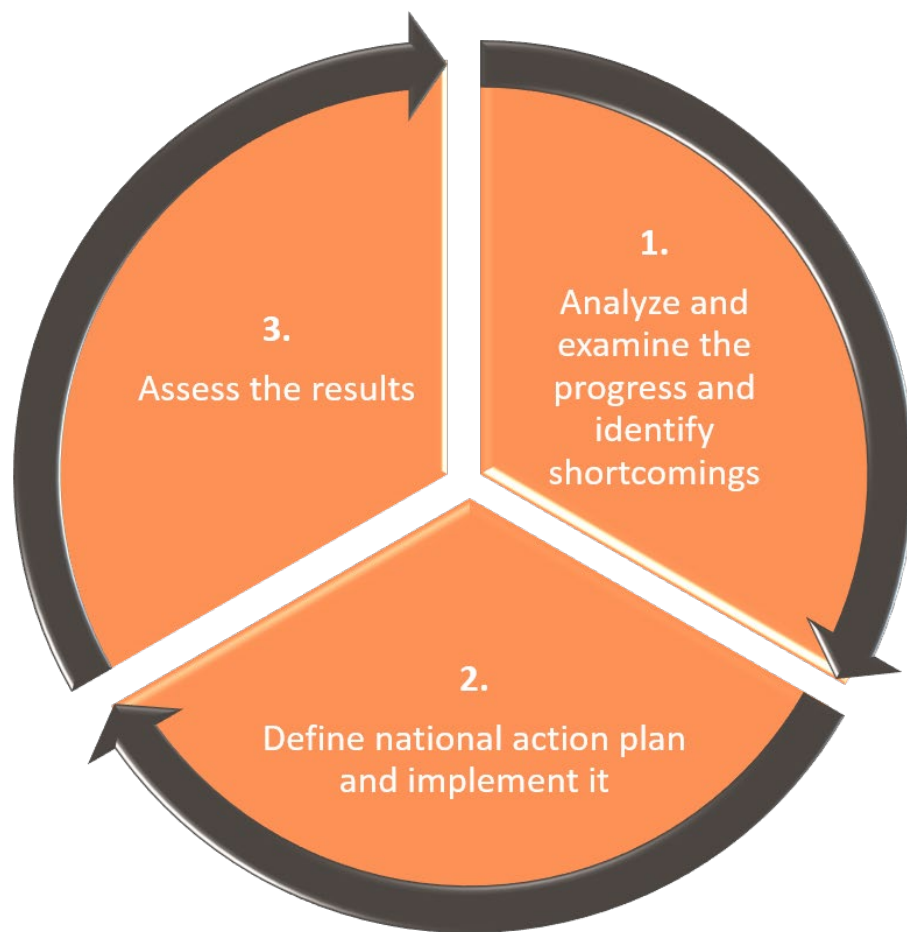 1.
Analyze and
examine the
progress and
identify
shortcomings
2.
Define national action plan
and implement it
3.
Assess the results